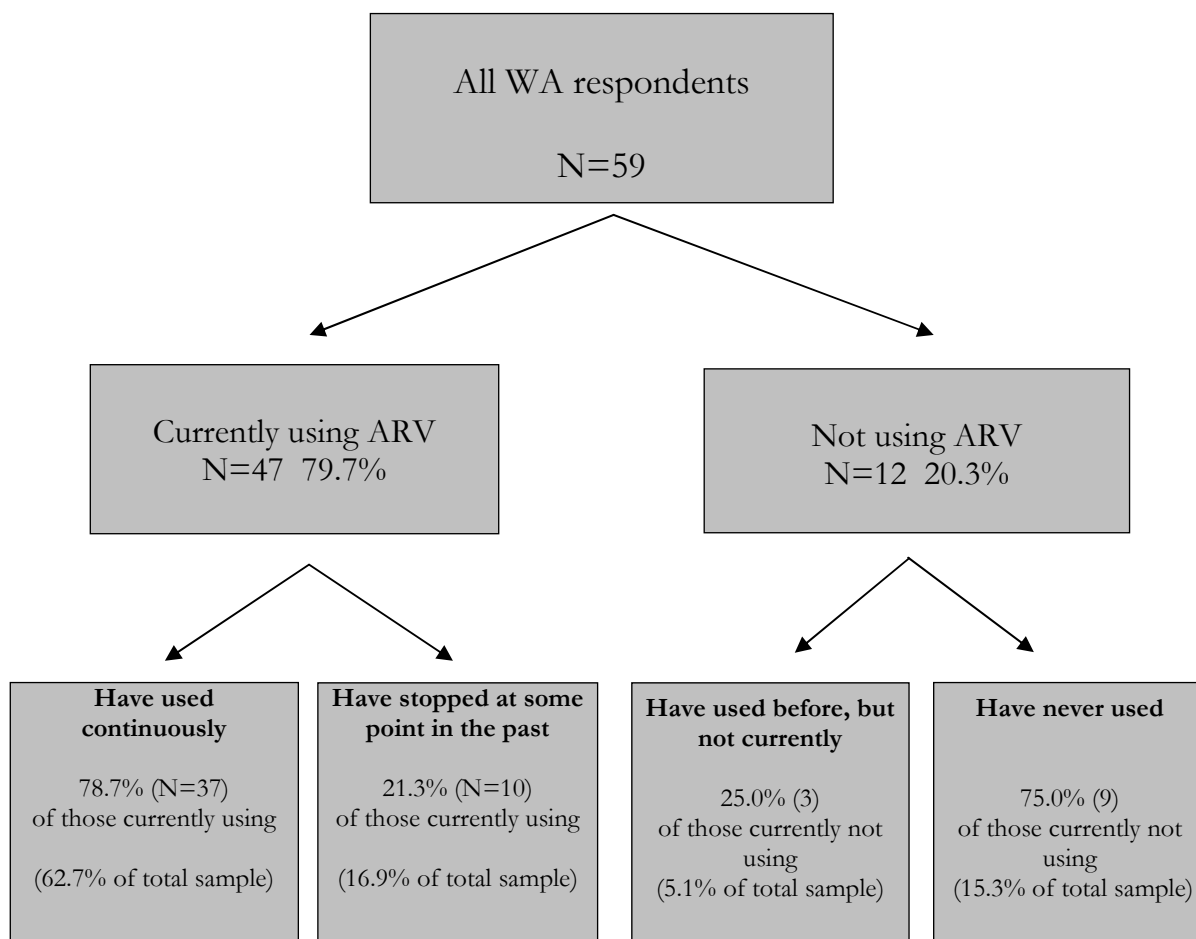 All WA respondents
N=59
Currently using ARV
N=47 79.7%
Not using ARV
N=12 20.3%
Have used
continuously
78.7% (N=37)
of those currently using
(62.7% of total sample)
Have stopped at some
point in the past
21.3% (N=10)
of those currently using
(16.9% of total sample)
Have used before, but
not currently
25.0% (3)
of those currently not
using
(5.1% of total sample)
Have never used
75.0% (9)
of those currently not
using
(15.3% of total sample)